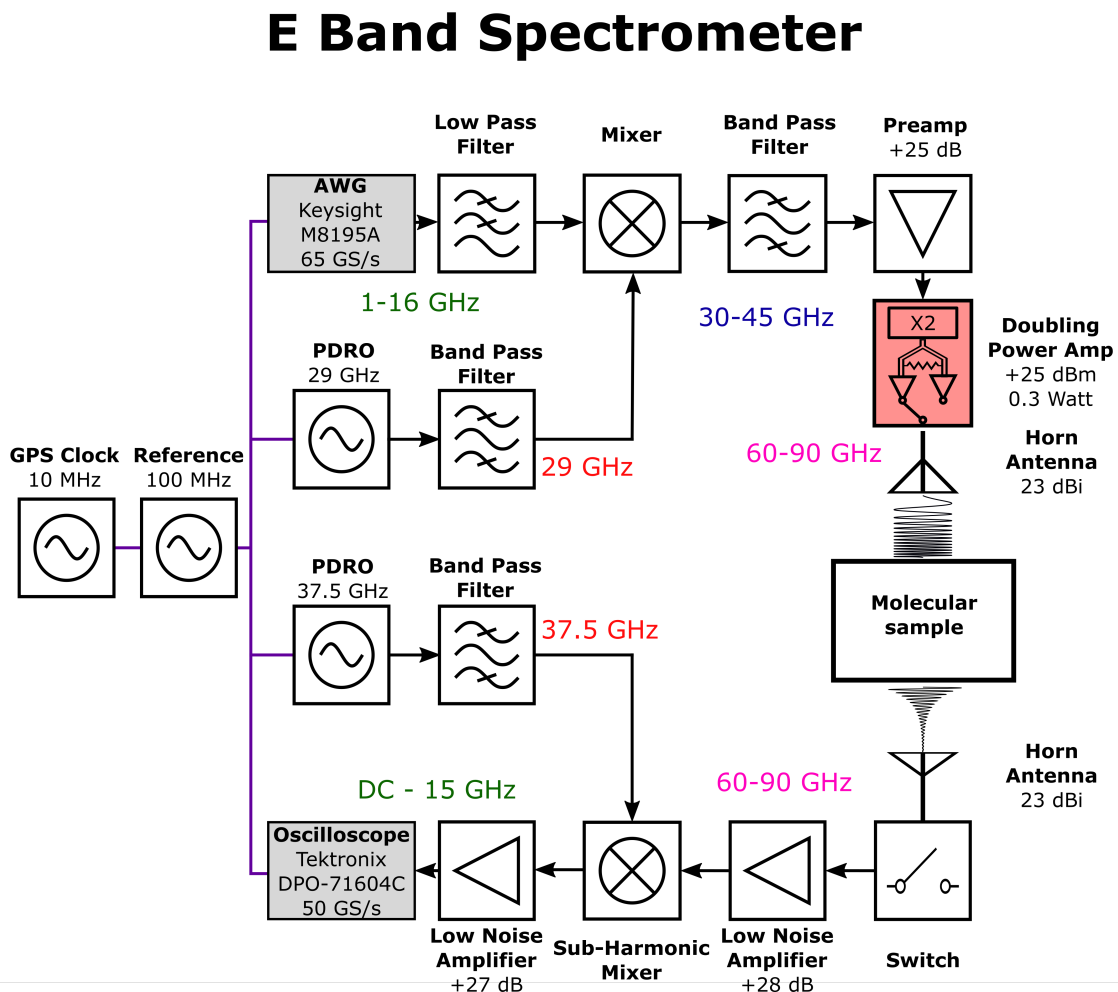 E Band Spectrometer
Low Pass
Filter
Mixer
Band Pass
Filter
Preamp
+25 dB
AWG
Keysight
M8195A
65 GS/s
1-16 GHz
30-45 GHz
X2
Doubling
Power Amp
+25 dBm
0.3 Watt
PDRO
29 GHz
Band Pass
Filter
29 GHz
60-90 GHz
Horn
Antenna
23 dBi
GPS Clock
10 MHz
Reference
100 MHz
PDRO
37.5 GHz
Band Pass
Filter
37.5 GHz
Molecular
sample
DC - 15 GHz
60-90 GHz
Horn
Antenna
23 dBi
Oscilloscope
Tektronix
DPO-71604C
50 GS/s
Low Noise
Amplifier
+27 dB
Sub-Harmonic
Mixer
Low Noise
Amplifier
+28 dB
Switch